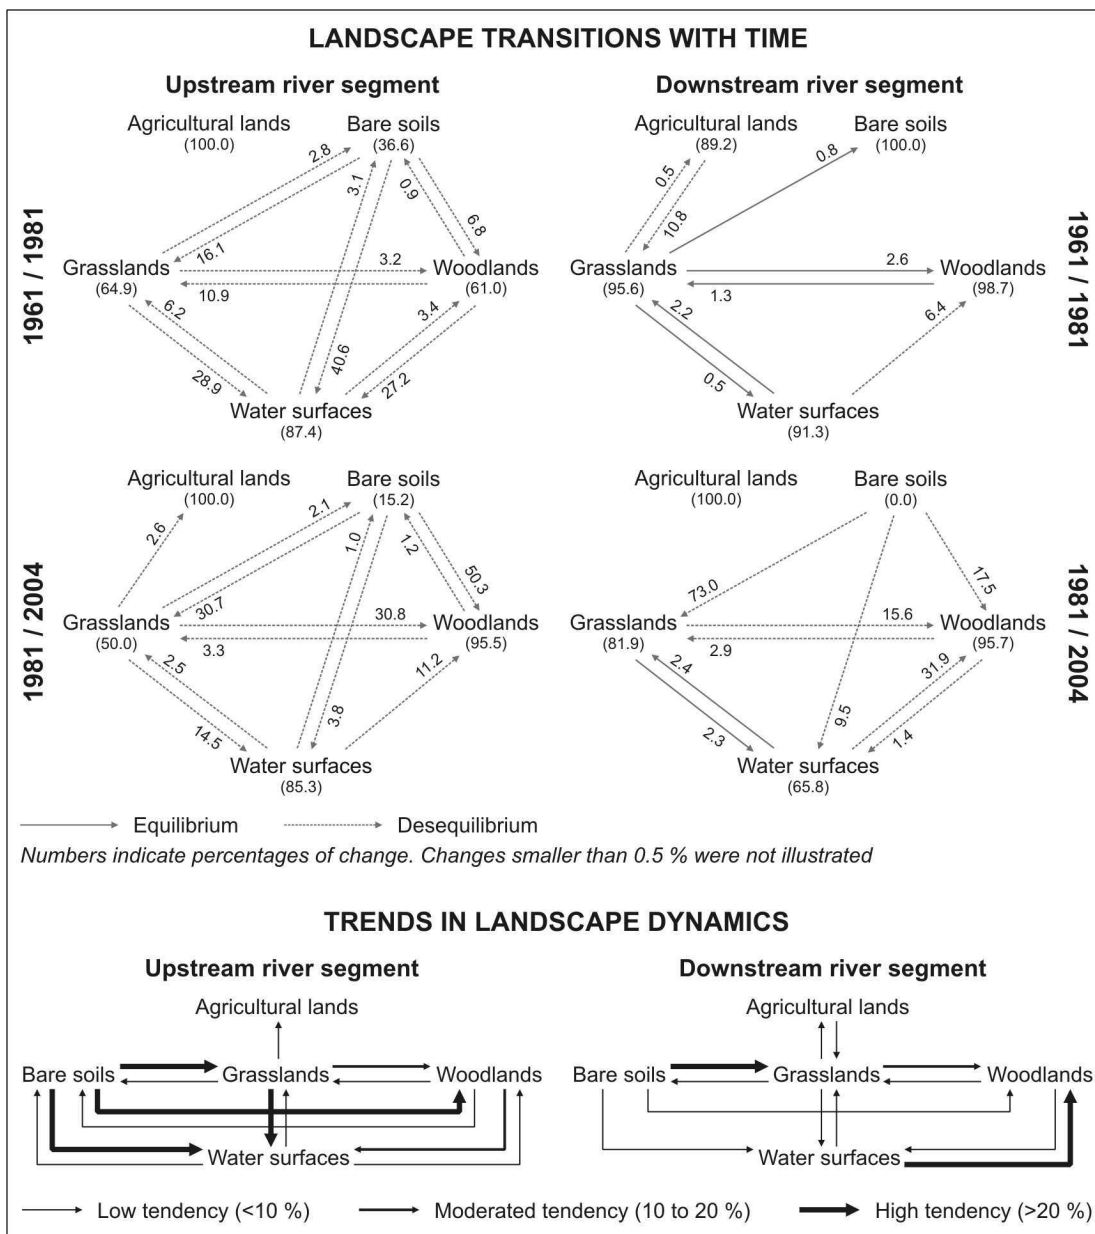 LANDSCAPE TRANSITIONS WITH TIME
Upstream river segment
Downstream river segment
1961 / 1981
Agricultural lands
(100.0)
Bare soils
(36.6)
2.8
16.1
3.1
0.9
6.8
Grasslands
(64.9)
3.2
10.9
Woodlands
(61.0)
6.2
28.9
40.6
3.4
27.2
Water surfaces
(87.4)
Agricultural lands
(89.2)
Bare soils
(100.0)
0.5
10.8
0.8
Grasslands
(95.6)
2.6
1.3
Woodlands
(98.7)
2.2
0.5
6.4
Water surfaces
(91.3)
1961 / 1981
1981 / 2004
Agricultural lands
(100.0)
Bare soils
(15.2)
2.6
2.1
30.7
1.0
1.2
50.3
Grasslands
(50.0)
30.8
3.3
Woodlands
(95.5)
2.5
14.5
3.8
11.2
Water surfaces
(85.3)
Agricultural lands
(100.0)
Bare soils
(0.0)
73.0
17.5
Grasslands
(81.9)
15.6
2.9
Woodlands
(95.7)
2.4
2.3
9.5
31.9
1.4
Water surfaces
(65.8)
1981 / 2004
Equilibrium
Desequilibrium
Numbers indicate percentages of change. Changes smaller than 0.5 % were not illustrated
TRENDS IN LANDSCAPE DYNAMICS
Upstream river segment
Agricultural lands
Bare soils
Grasslands
Woodlands
Water surfaces
Downstream river segment
Agricultural lands
Bare soils
Grasslands
Woodlands
Water surfaces
Low tendency (<10 %)
Moderated tendency (10 to 20 %)
High tendency (>20 %)